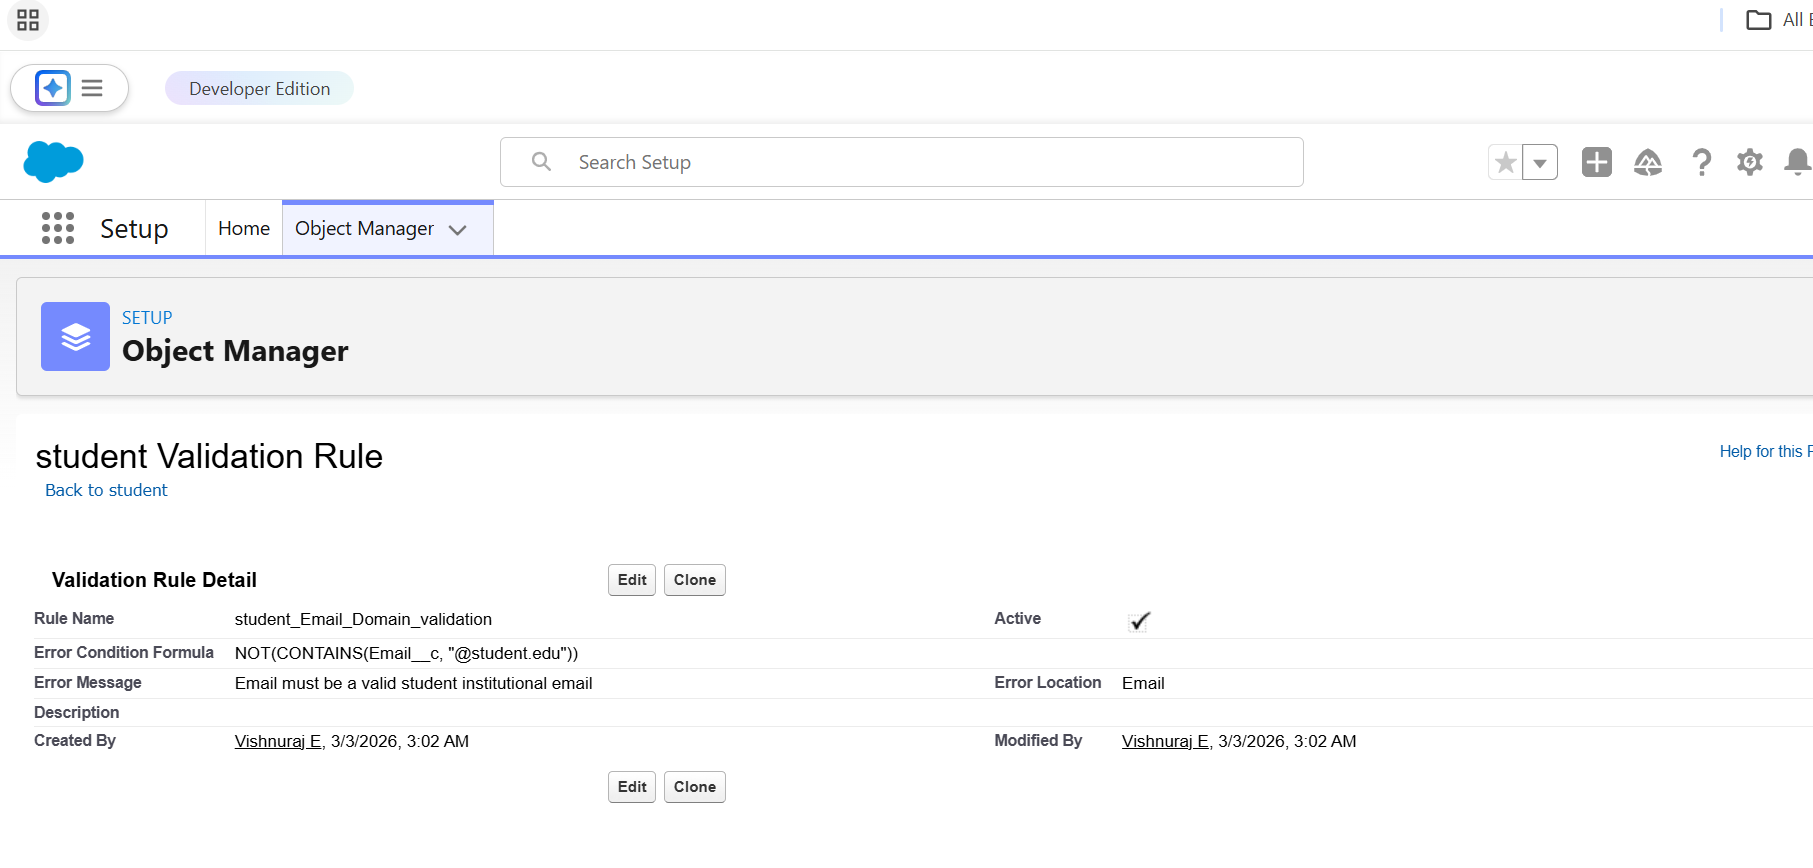 All
Developer Edition
Search Setup
Setup Home Object Manager
SETUP
Object Manager
student Validation Rule
Help for this
Back to student
Validation Rule Detail Edit Clone
Rule Name student_Email_Domain_validation Active
Error Condition Formula NOT(CONTAINS(Email__c, "@student.edu"))
Error Message Email must be a valid student institutional email Error Location Email
Description
Created By Vishnuraj E, 3/3/2026, 3:02 AM Modified By Vishnuraj E, 3/3/2026, 3:02 AM
Edit Clone